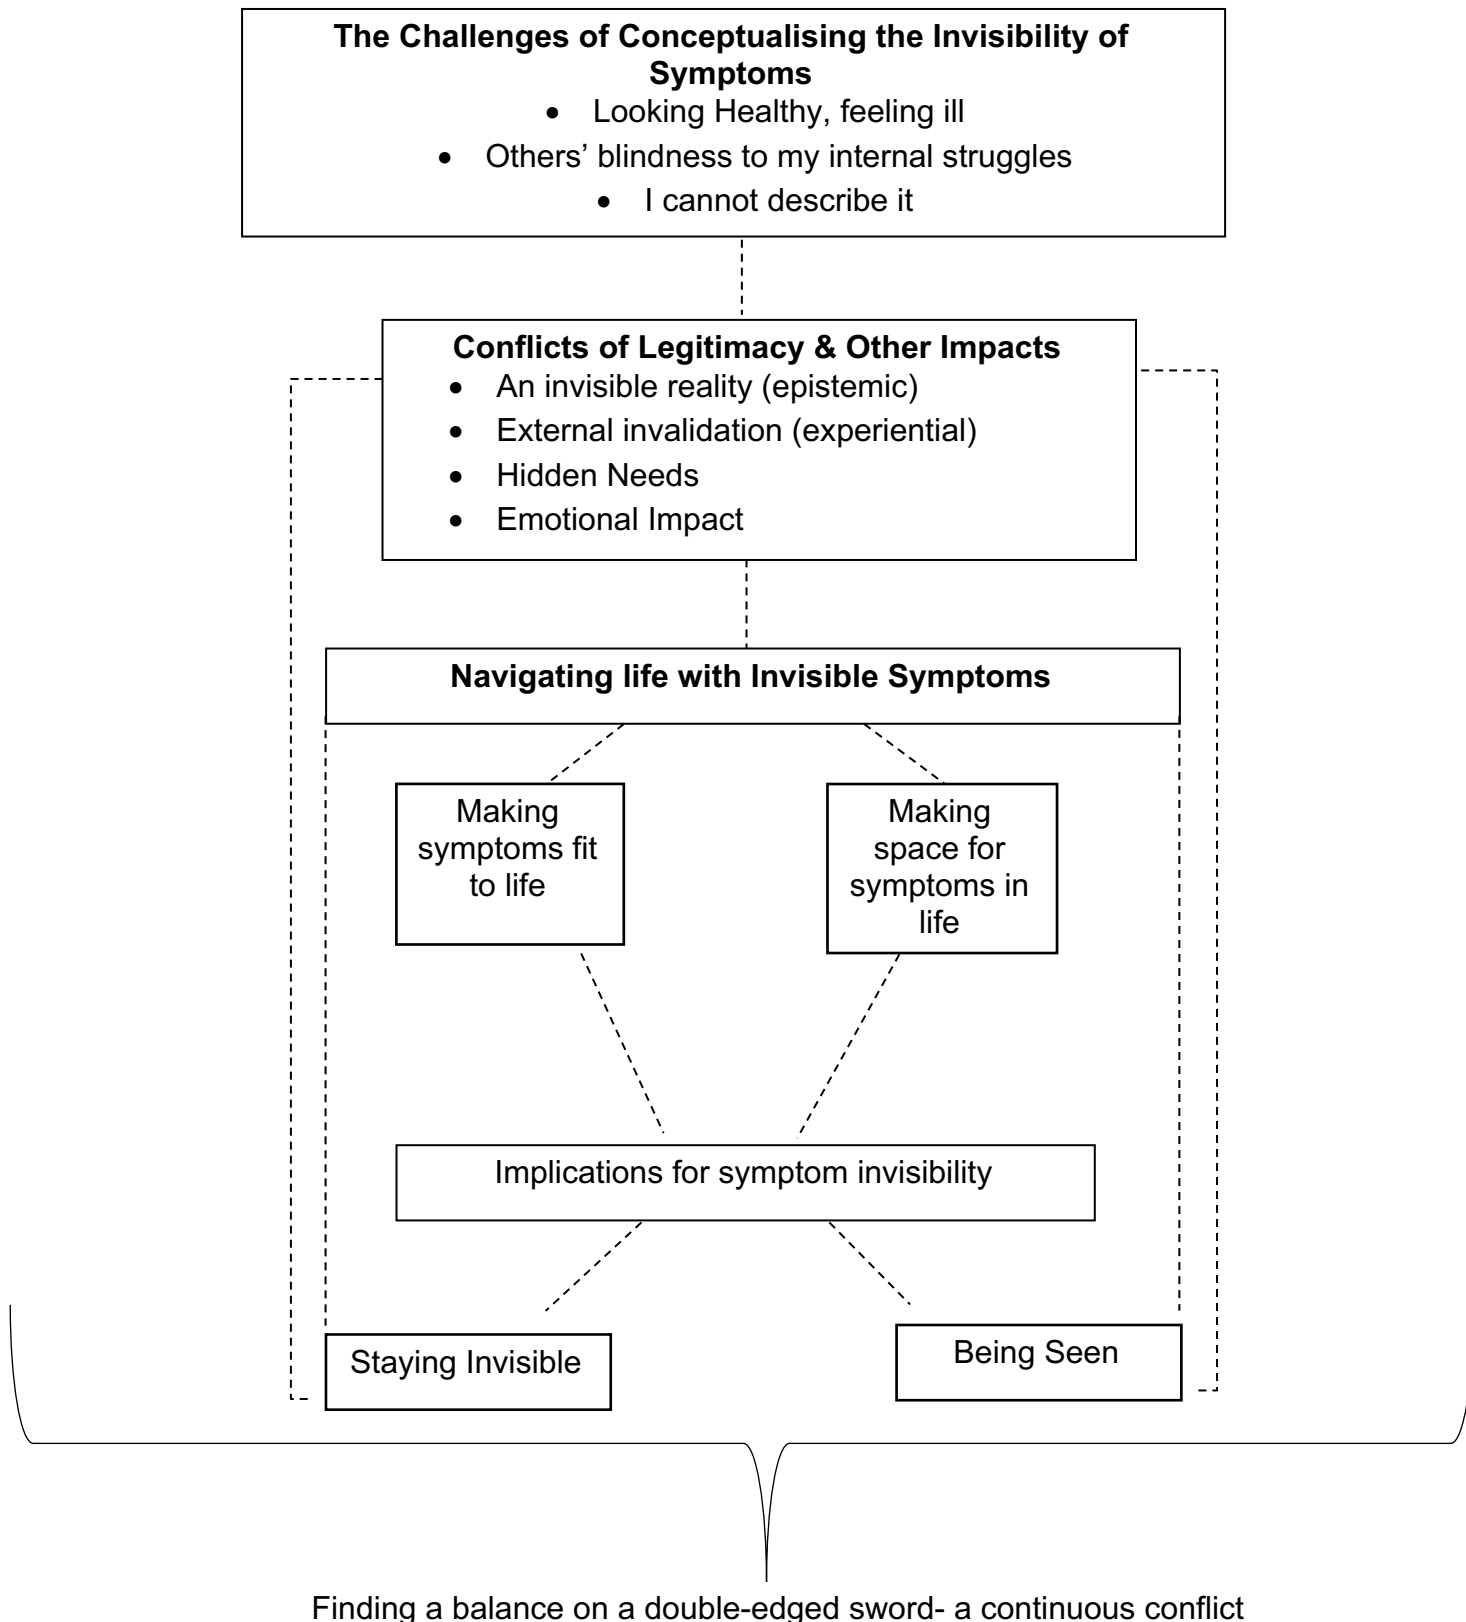 The Challenges of Conceptualising the Invisibility of
Symptoms
• Looking Healthy, feeling ill
• Others’ blindness to my internal struggles
• I cannot describe it
Conflicts of Legitimacy & Other Impacts
• An invisible reality (epistemic)
• External invalidation (experiential)
• Hidden Needs
• Emotional Impact
Navigating life with Invisible Symptoms
Making
symptoms fit
to life
Making
space for
symptoms in
life
Implications for symptom invisibility
Staying Invisible
Being Seen
Finding a balance on a double-edged sword- a continuous conflict